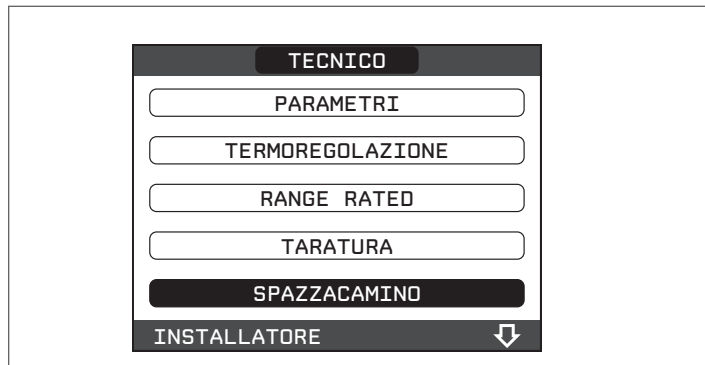 TECNICO
PARAMETRI
TERMOREGOLAZIONE
RANGE RATED
TARATURA
SPAZZACAMINO
INSTALLATORE